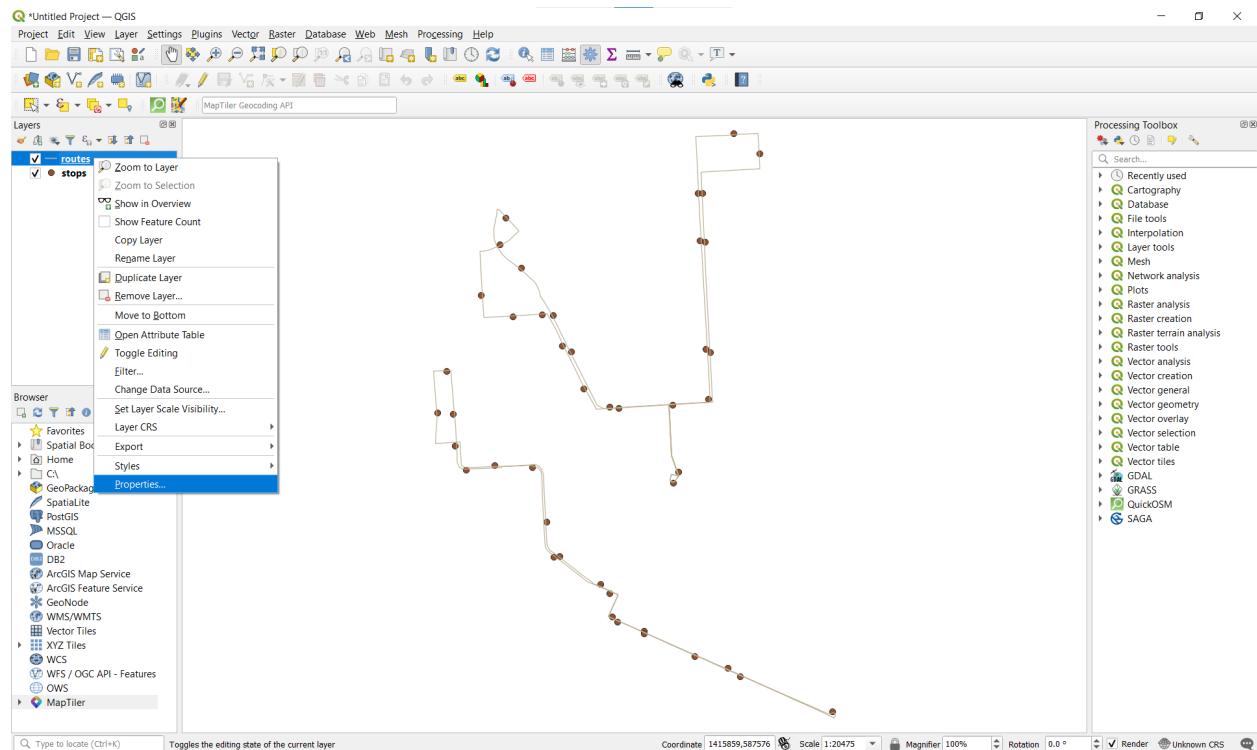 *Untitled Project — QGIS
Project Edit View Layer Settings Plugins Vector Raster Database Web Mesh Processing Help
MapTiler Geocoding API
Layers
routes
stops
Zoom to Layer
Zoom to Selection
Show in Overview
Show Feature Count
Copy Layer
Rename Layer
Duplicate Layer
Remove Layer...
Move to Bottom
Open Attribute Table
Toggle Editing
Filter...
Change Data Source...
Set Layer Scale Visibility...
Layer CRS
Export
Styles
Properties...
Browser
Favorites
Spatial Boo
Home
C:\
GeoPackag
SpatiaLite
PostGIS
MSSQL
Oracle
DB2
ArcGIS Map Service
ArcGIS Feature Service
GeoNode
WMS/WMTS
Vector Tiles
XYZ Tiles
WCS
WFS / OGC API - Features
OWS
MapTiler
Processing Toolbox
Search...
Recently used
Cartography
Database
File tools
Interpolation
Layer tools
Mesh
Network analysis
Plots
Raster analysis
Raster creation
Raster terrain analysis
Raster tools
Vector analysis
Vector creation
Vector general
Vector geometry
Vector overlay
Vector selection
Vector table
Vector tiles
GDAL
GRASS
QuickOSM
SAGA
Type to locate (Ctrl+K) Toggles the editing state of the current layer Coordinate 1415859,587576 Scale 1:20475 Magnifier 100% Rotation 0.0 ° Render Unknown CRS